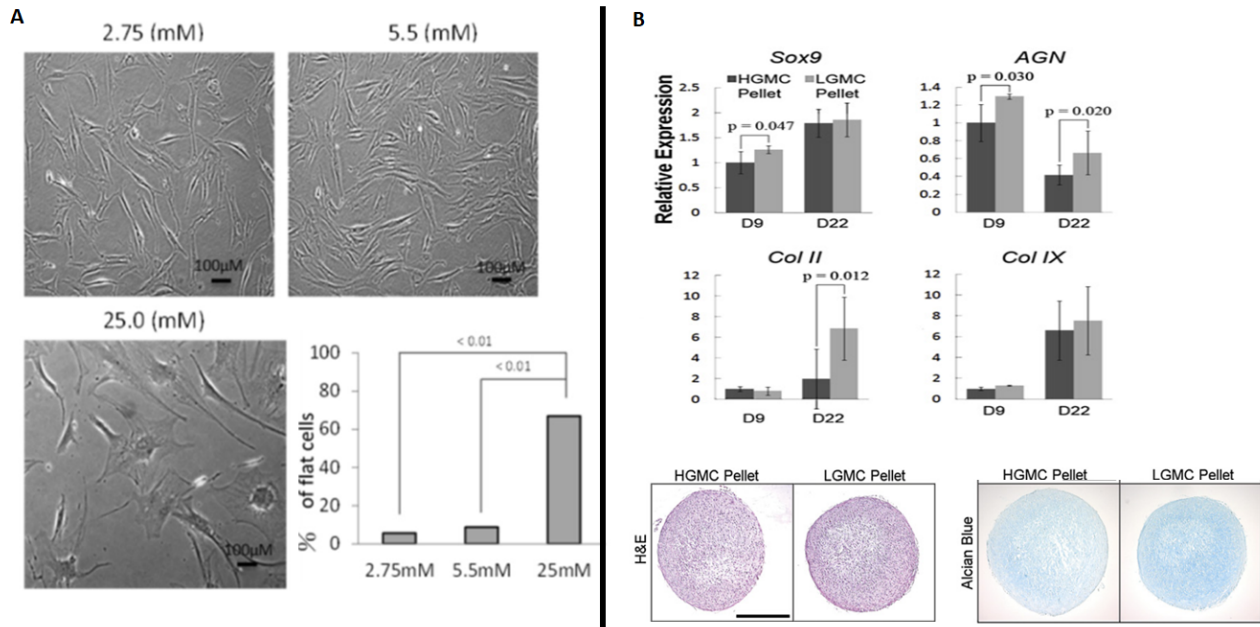 A
2.75 (mM)
5.5 (mM)
100µM
100µM
25.0 (mM)
100µM
% of flat cells
100
80
60
40
20
0
< 0.01
< 0.01
2.75mM
5.5mM
25mM
B
Relative Expression
Sox9
HGMC Pellet
LGMC Pellet
2.5
2
1.5
1
0.5
0
p = 0.047
D9
D22
AGN
1.4
1.2
1
0.8
0.6
0.4
0.2
0
p = 0.030
p = 0.020
D9
D22
Col II
12
10
8
6
4
2
0
p = 0.012
D9
D22
Col IX
12
10
8
6
4
2
0
D9
D22
HGMC Pellet
LGMC Pellet
H&E
HGMC Pellet
LGMC Pellet
Alcian Blue